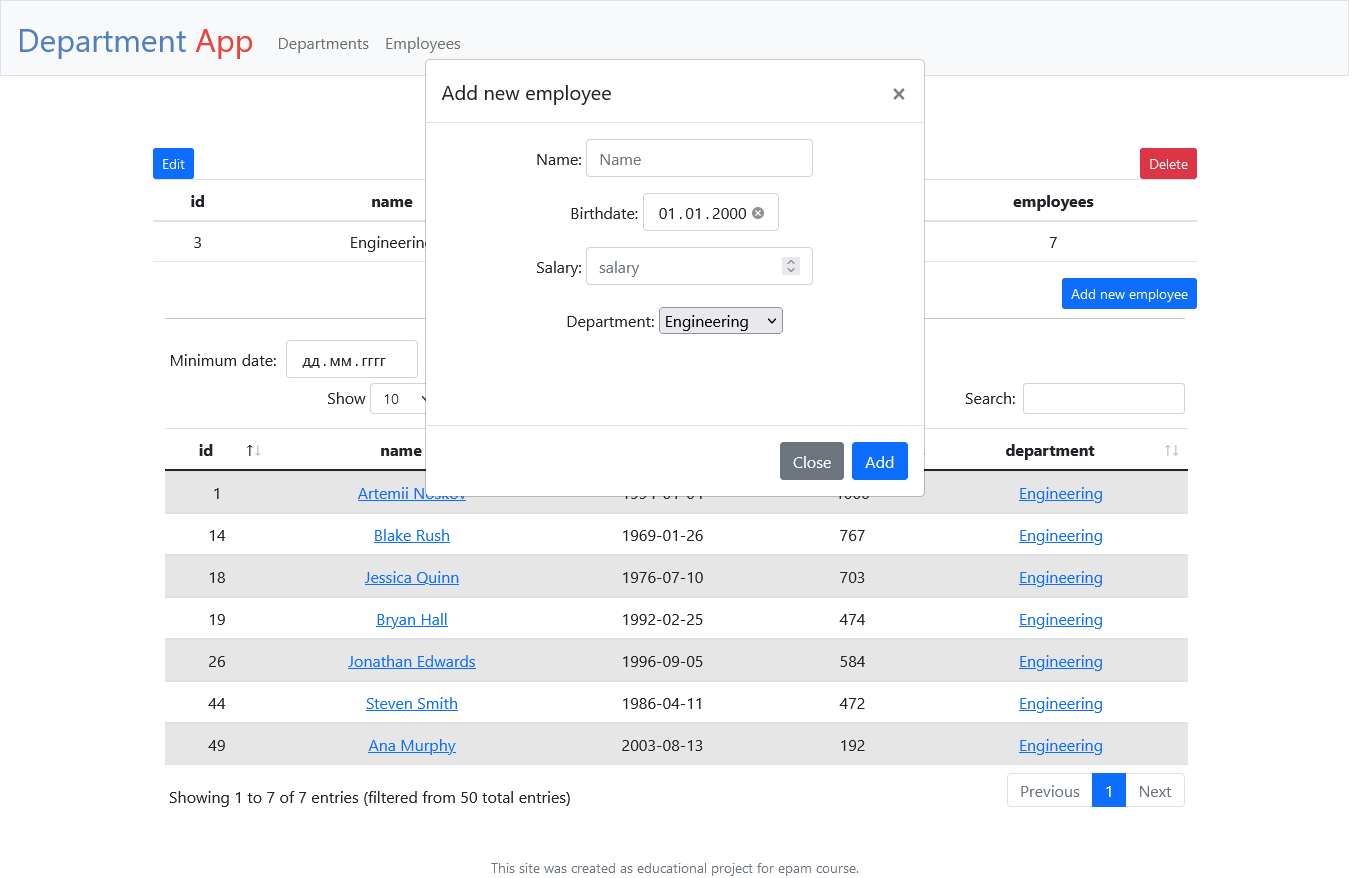 Department App Departments Employees
Add new employee ×
Name: Name
Edit Delete
id name employees
Birthdate: 01.01.2000
3 Engineering 7
Salary: salary
Add new employee
Department: Engineering
Minimum date: дд.мм.гггг
Show 10 Search:
id name department
Close Add
1 Artemii Noskov 1000 Engineering
14 Blake Rush 1969-01-26 767 Engineering
18 Jessica Quinn 1976-07-10 703 Engineering
19 Bryan Hall 1992-02-25 474 Engineering
26 Jonathan Edwards 1996-09-05 584 Engineering
44 Steven Smith 1986-04-11 472 Engineering
49 Ana Murphy 2003-08-13 192 Engineering
Showing 1 to 7 of 7 entries (filtered from 50 total entries) Previous 1 Next
This site was created as educational project for epam course.